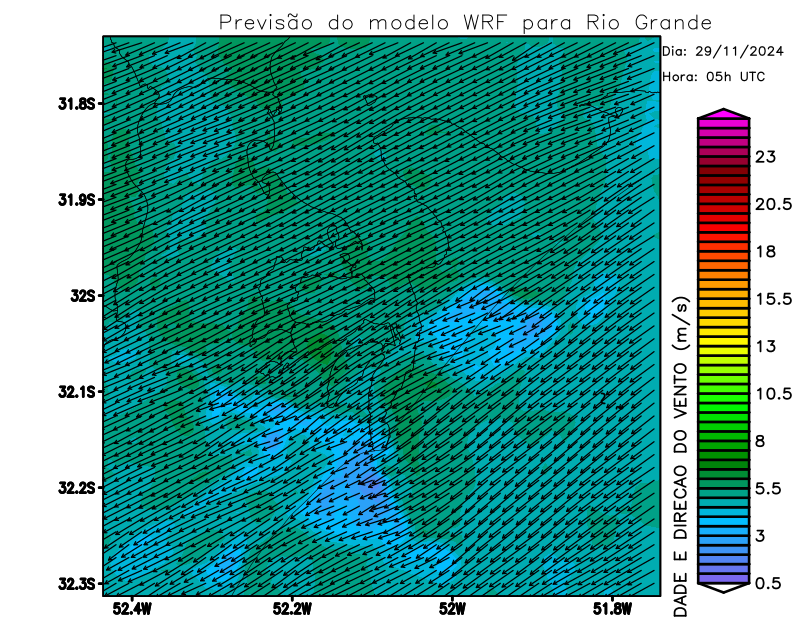 Previsão do modelo WRF para Rio Grande
Dia: 29/11/2024
Hora: 05h UTC
31.8S
31.9S
32S
32.1S
32.2S
32.3S
52.4W
52.2W
52W
51.8W
23
20.5
18
15.5
13
10.5
8
5.5
3
0.5
DADE E DIRECAO DO VENTO (m/s)